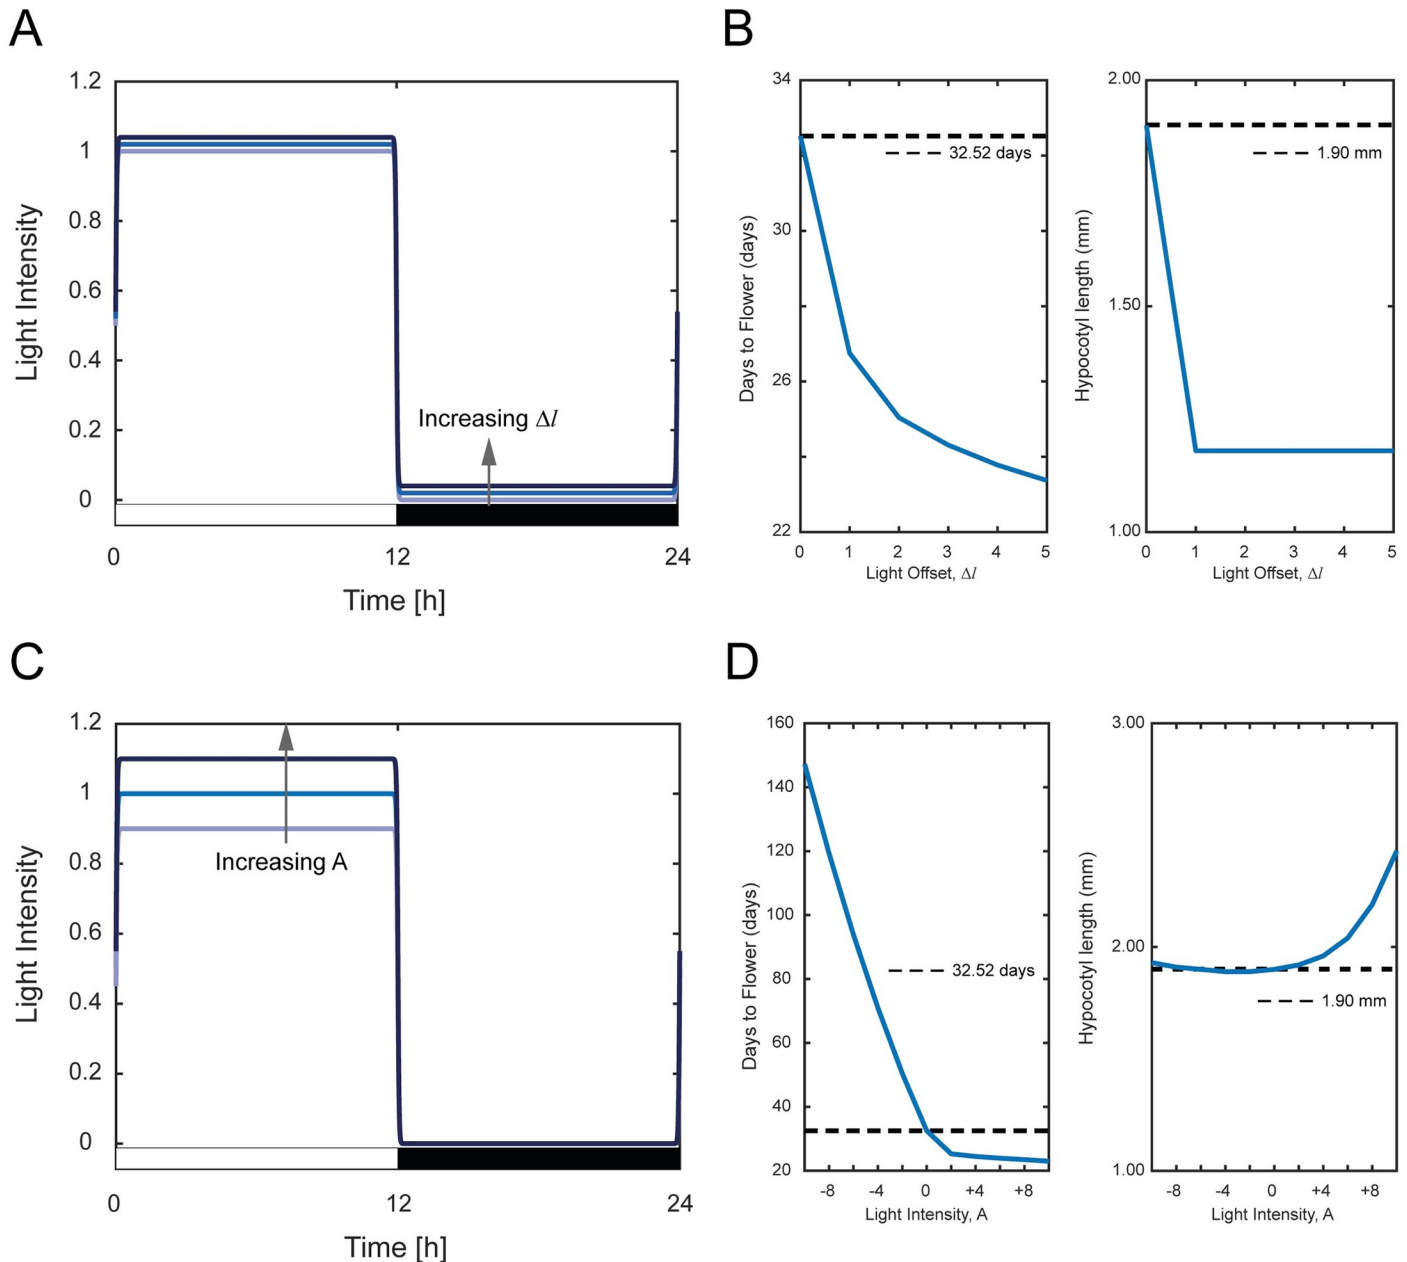 A
1.2
1
0.8
0.6
0.4
0.2
0
Light Intensity
Increasing Δl
0
12
24
Time [h]
B
34
30
26
22
Days to Flower (days)
32.52 days
0
1
2
3
4
5
Light Offset, Δl
2.00
1.50
1.00
Hypocotyl length (mm)
1.90 mm
0
1
2
3
4
5
Light Offset, Δl
C
1.2
1
0.8
0.6
0.4
0.2
0
Light Intensity
Increasing A
0
12
24
Time [h]
D
160
140
120
100
80
60
40
20
Days to Flower (days)
32.52 days
-8
-4
0
+4
+8
Light Intensity, A
3.00
2.00
1.00
Hypocotyl length (mm)
1.90 mm
-8
-4
0
+4
+8
Light Intensity, A